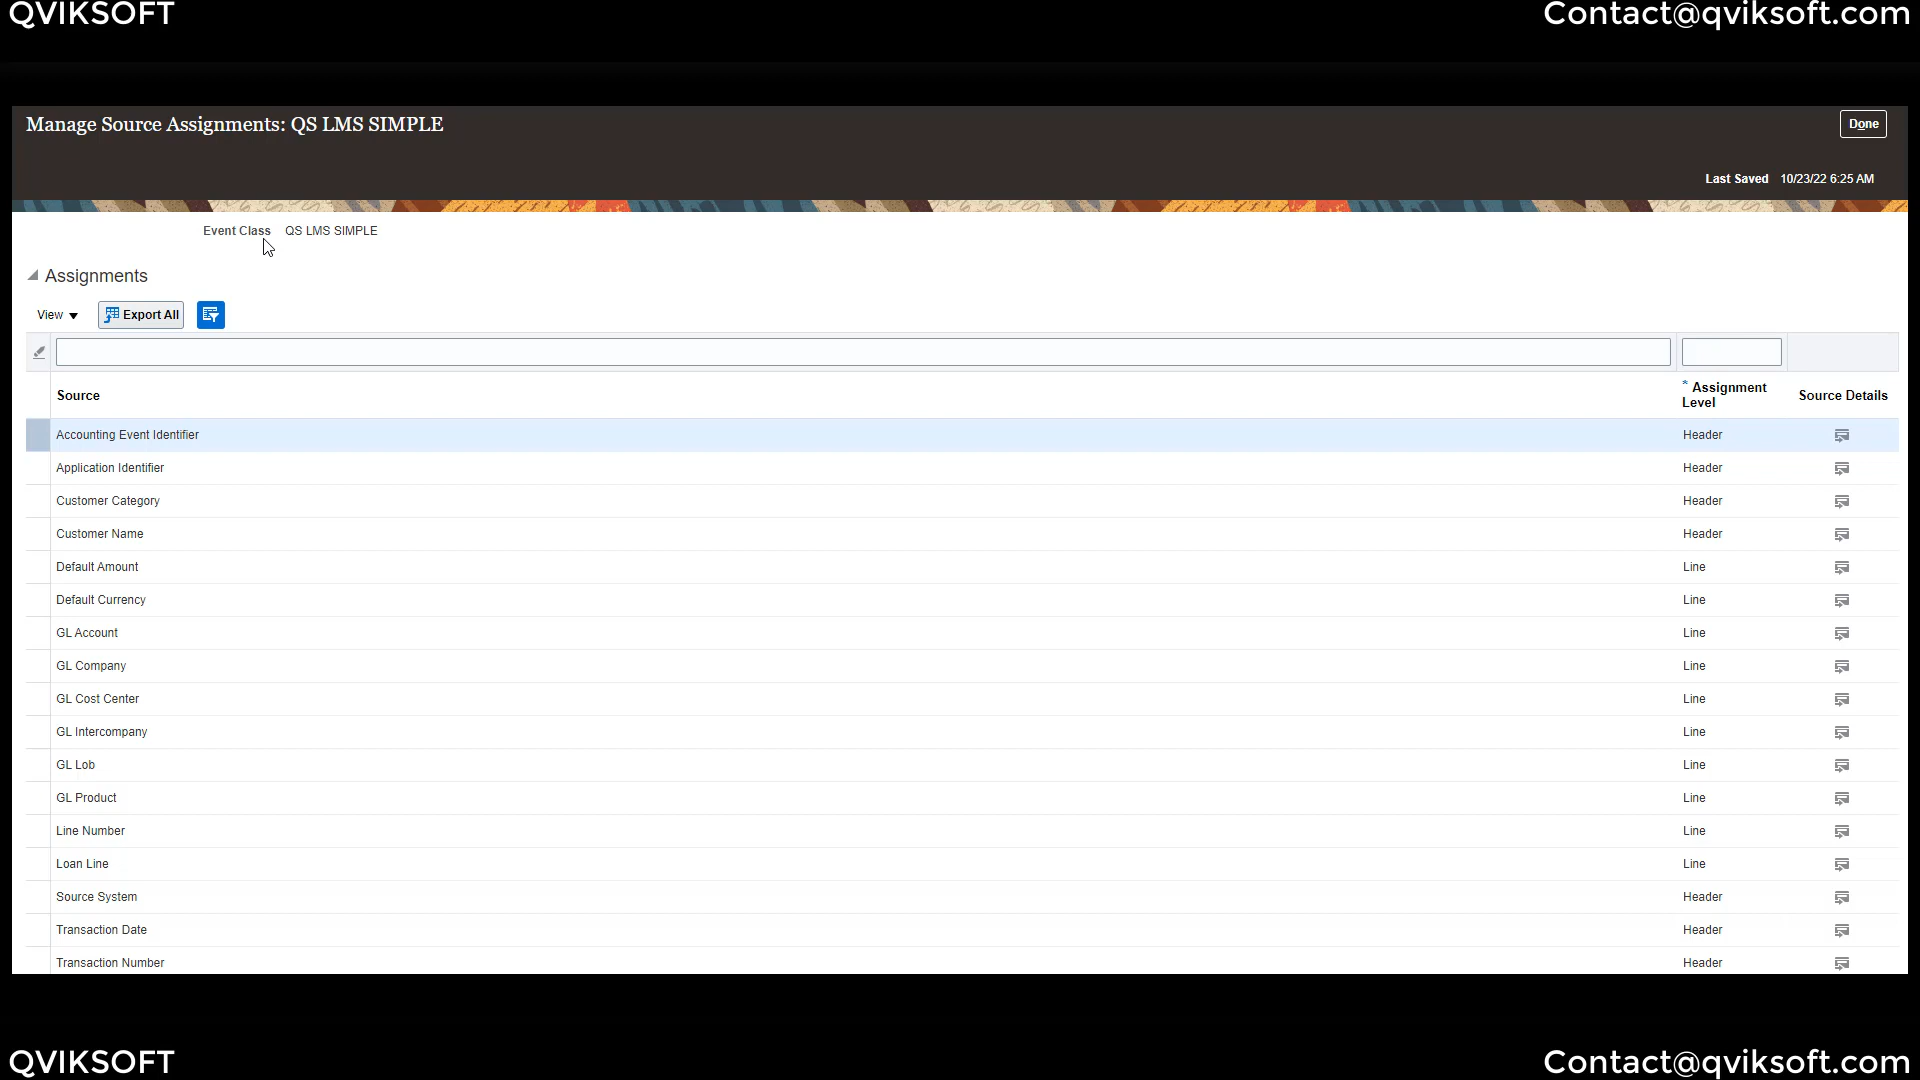 QVIKSOFT Contact@qviksoft.com
Manage Source Assignments: QS LMS SIMPLE Done
Last Saved 10/23/22 6:25 AM
Event Class QS LMS SIMPLE
Assignments
View Export All
Source * Assignment Level Source Details
Accounting Event Identifier Header
Application Identifier Header
Customer Category Header
Customer Name Header
Default Amount Line
Default Currency Line
GL Account Line
GL Company Line
GL Cost Center Line
GL Intercompany Line
GL Lob Line
GL Product Line
Line Number Line
Loan Line Line
Source System Header
Transaction Date Header
Transaction Number Header
QVIKSOFT Contact@qviksoft.com